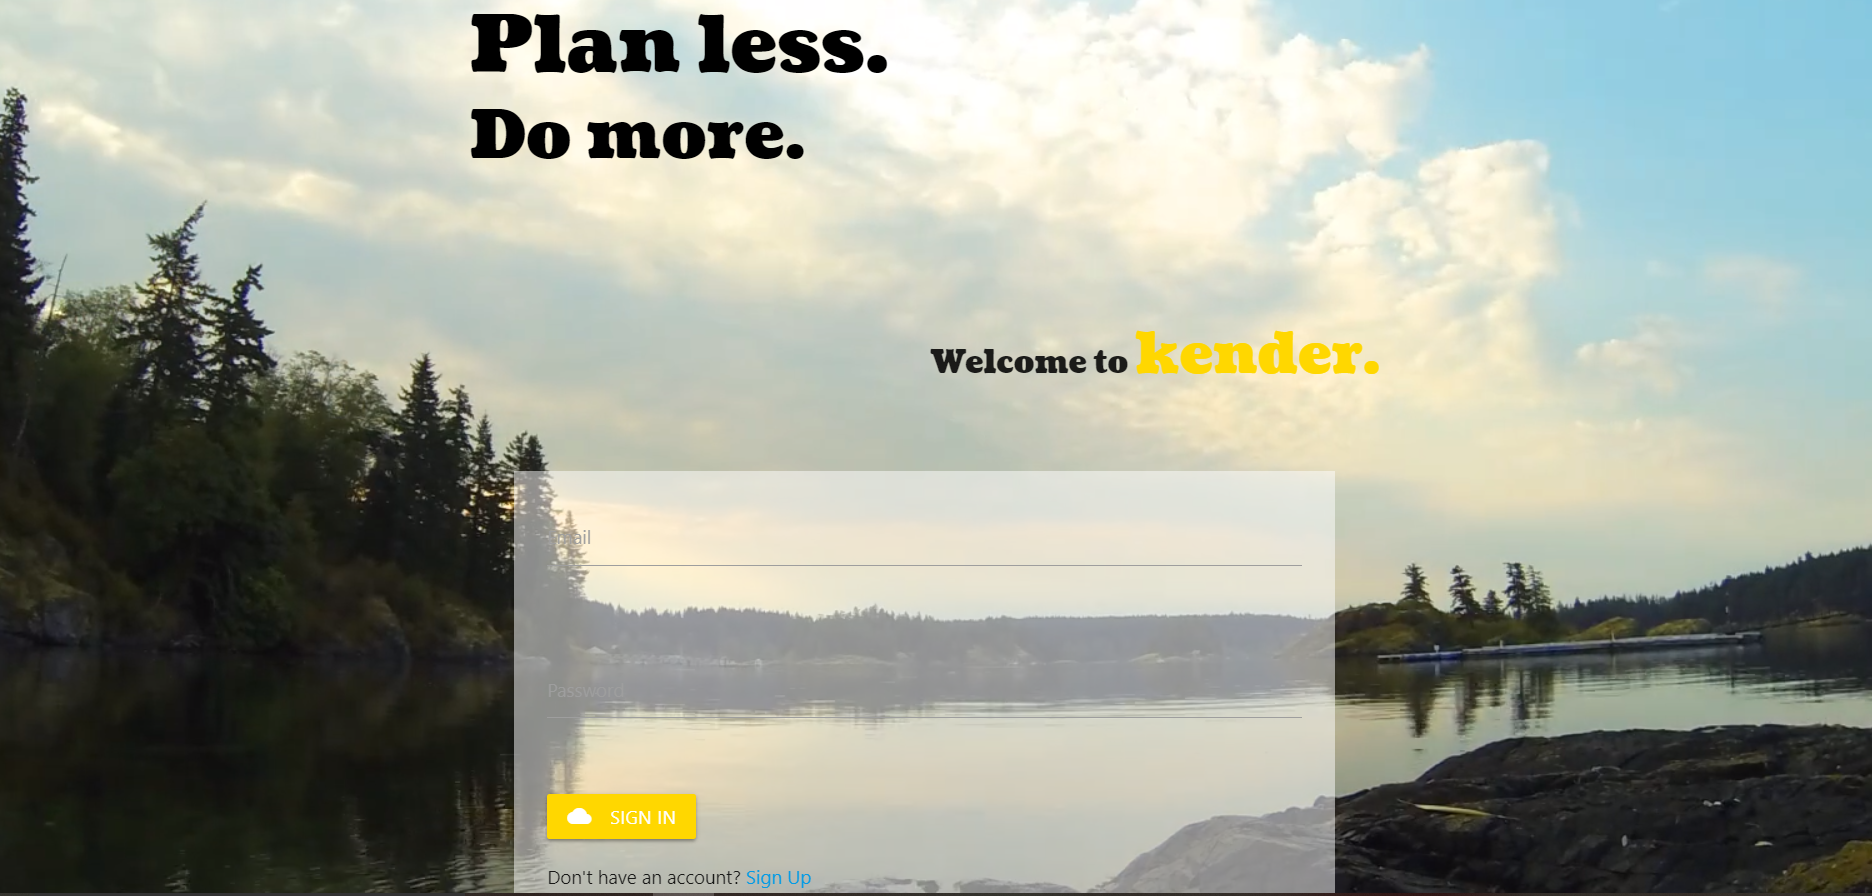 Plan less.
Do more.
Welcome to kender.
Email
Password
SIGN IN
Don't have an account? Sign Up